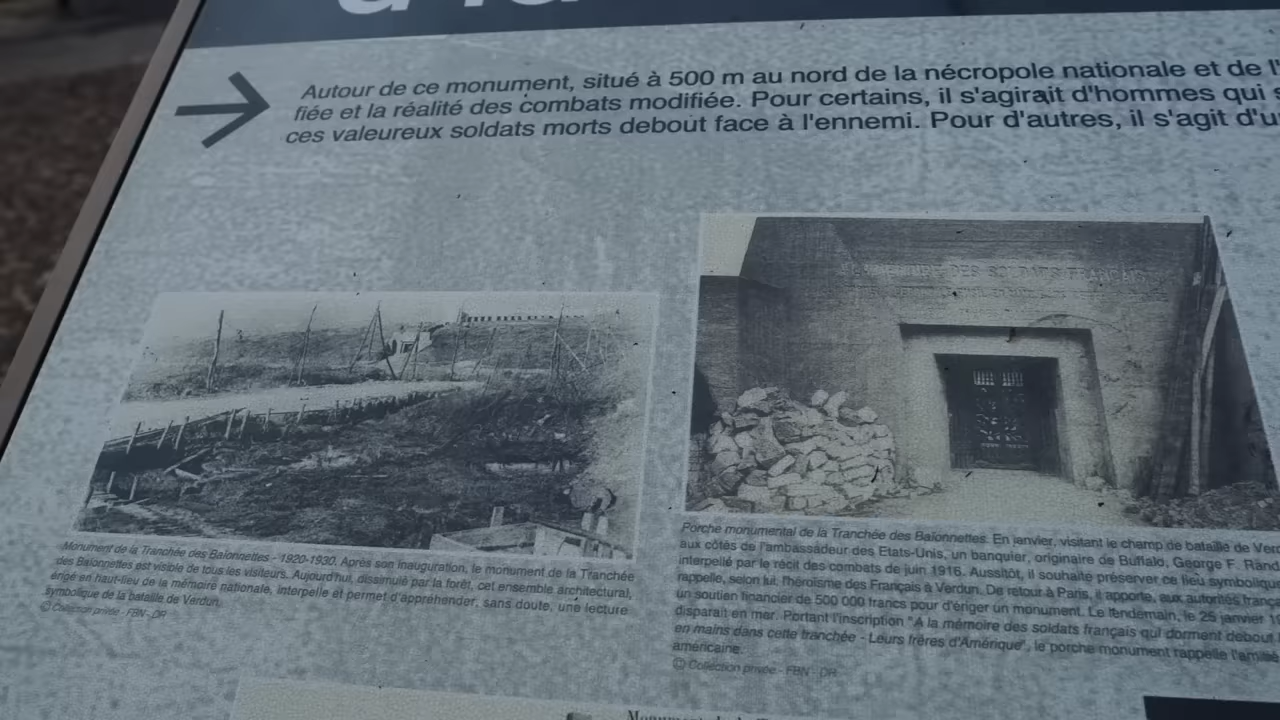 à la
Autour de ce monument, situé à 500 m au nord de la nécropole nationale et de l'
fiée et la réalité des combats modifiée. Pour certains, il s'agirait d'hommes qui s
ces valeureux soldats morts debout face à l'ennemi. Pour d'autres, il s'agit d'u
DES SOLDATS FRANÇAIS
Monument de la Tranchée des Baïonnettes - 1920-1930. Après son inauguration, le monument de la Tranchée
des Baïonnettes est visible de tous les visiteurs. Aujourd'hui, dissimulé par la forêt, cet ensemble architectural,
érigé en haut-lieu de la mémoire nationale, interpelle et permet d'appréhender, sans doute, une lecture
symbolique de la bataille de Verdun.
© Collection privée - FBN - DR
Porche monumental de la Tranchée des Baïonnettes. En janvier, visitant le champ de bataille de Ver
aux côtés de l'ambassadeur des Etats-Unis, un banquier, originaire de Buffalo, George F. Rand
interpellé par le récit des combats de juin 1916. Aussitôt, il souhaite préserver ce lieu symbolique
rappelle, selon lui, l'héroïsme des Français à Verdun. De retour à Paris, il apporte, aux autorités frança
un soutien financier de 500 000 francs pour d'ériger un monument. Le lendemain, le 25 janvier 19
disparaît en mer. Portant l'inscription "A la mémoire des soldats français qui dorment debout
en mains dans cette tranchée - Leurs frères d'Amérique", le porche monument rappelle l'amitié
américaine.
© Collection privée - FBN - DR